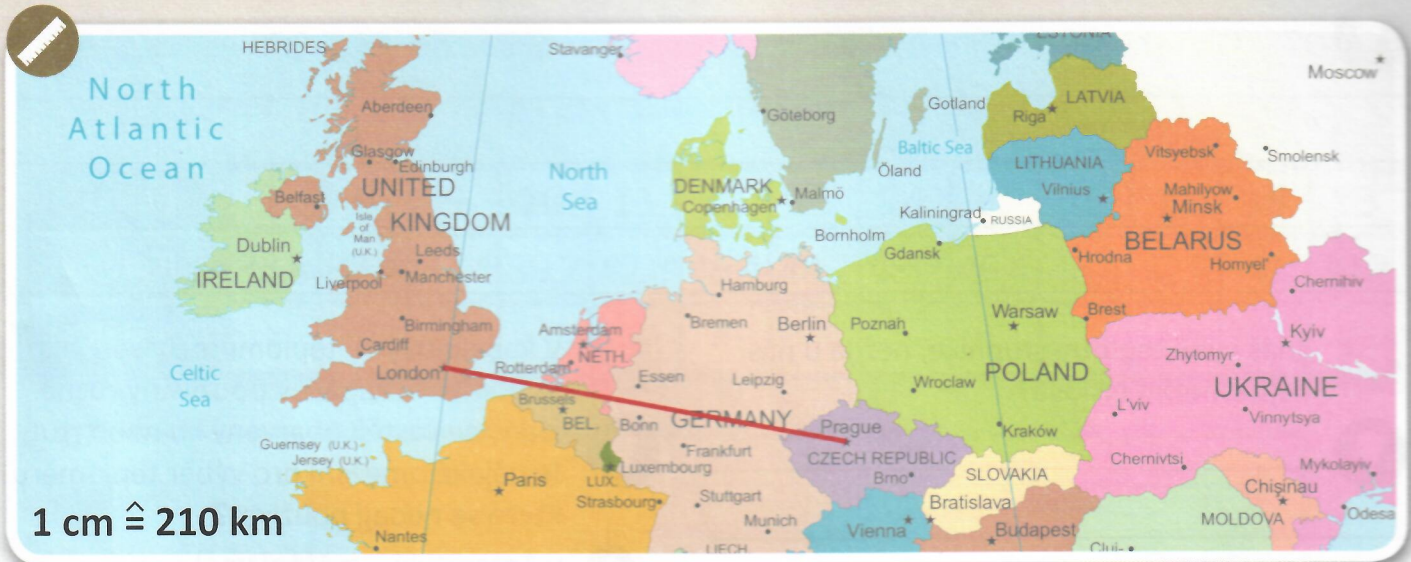 HEBRIDES
Stavanger
ESTONIA
Moscow
North
Atlantic
Ocean
Aberdeen
Göteborg
Gotland
LATVIA
Riga
Glasgow
Edinburgh
UNITED
KINGDOM
North
Sea
Baltic Sea
Öland
LITHUANIA
Vilnius
Vitsyebsk
Smolensk
Belfast
Isle
of
Man
(U.K.)
DENMARK
Copenhagen
Malmö
Kaliningrad
RUSSIA
Mahilyow
Minsk
BELARUS
Dublin
IRELAND
Leeds
Liverpool
Manchester
Bornholm
Gdansk
Hrodna
Homyel'
Hamburg
Chernihiv
Birmingham
Amsterdam
NETH.
Bremen
Berlin
Poznań
Warsaw
Brest
Kyiv
Cardiff
London
Rotterdam
Essen
Leipzig
Wroclaw
POLAND
Zhytomyr
UKRAINE
Celtic
Sea
Brussels
BEL.
Bonn
GERMANY
Prague
L'viv
Vinnytsya
Guernsey (U.K.)
Jersey (U.K.)
Frankfurt
CZECH REPUBLIC
Brno
Kraków
Chernivtsi
Mykolayiv
Paris
LUX.
Luxembourg
Strasbourg
Stuttgart
SLOVAKIA
Bratislava
Chişinau
MOLDOVA
Odesa
1 cm ≙ 210 km
Nantes
Munich
LIECH.
Vienna
Budapest
Cluj-